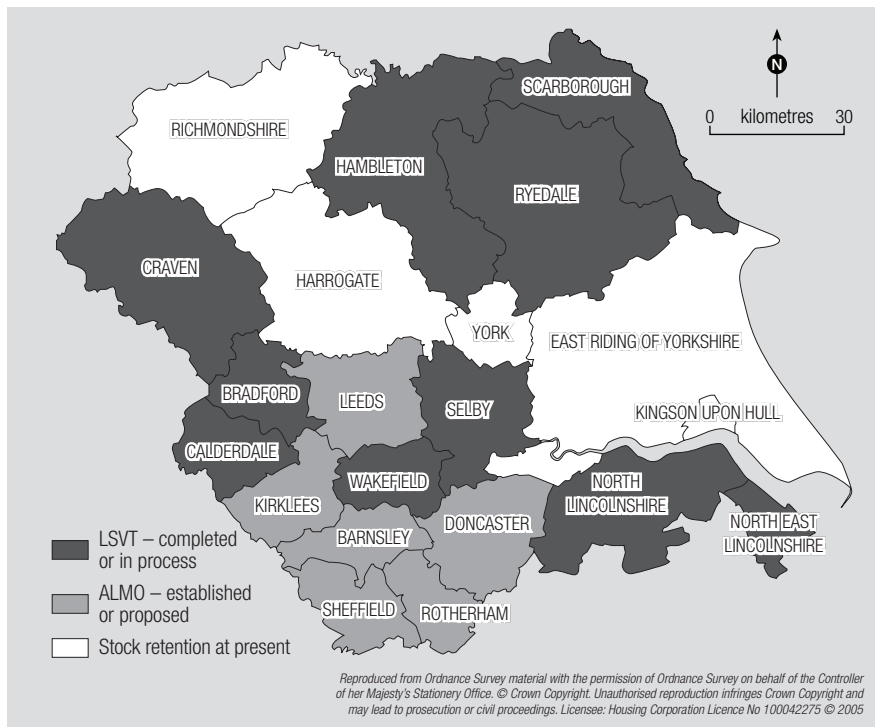 SCARBOROUGH
N
0 kilometres 30
RICHMONDSHIRE
HAMBLETON
RYEDALE
CRAVEN
HARROGATE
YORK
EAST RIDING OF YORKSHIRE
BRADFORD
LEEDS
SELBY
KINGSON UPON HULL
CALDERDALE
WAKEFIELD
NORTH
LINCOLNSHIRE
KIRKLEES
DONCASTER
NORTH EAST
LINCOLNSHIRE
BARNSLEY
SHEFFIELD
ROTHERHAM
LSVT – completed
or in process
ALMO – established
or proposed
Stock retention at present
Reproduced from Ordnance Survey material with the permission of Ordnance Survey on behalf of the Controller
of her Majesty's Stationery Office. © Crown Copyright. Unauthorised reproduction infringes Crown Copyright and
may lead to prosecution or civil proceedings. Licensee: Housing Corporation Licence No 100042275 © 2005